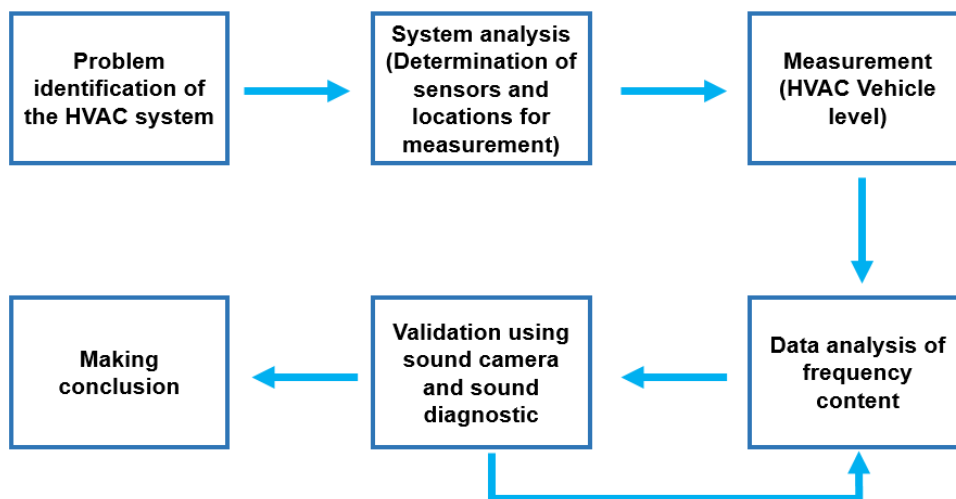 Problem
identification of
the HVAC system
System analysis
(Determination of
sensors and
locations for
measurement)
Measurement
(HVAC Vehicle
level)
Data analysis of
frequency
content
Validation using
sound camera
and sound
diagnostic
Making
conclusion